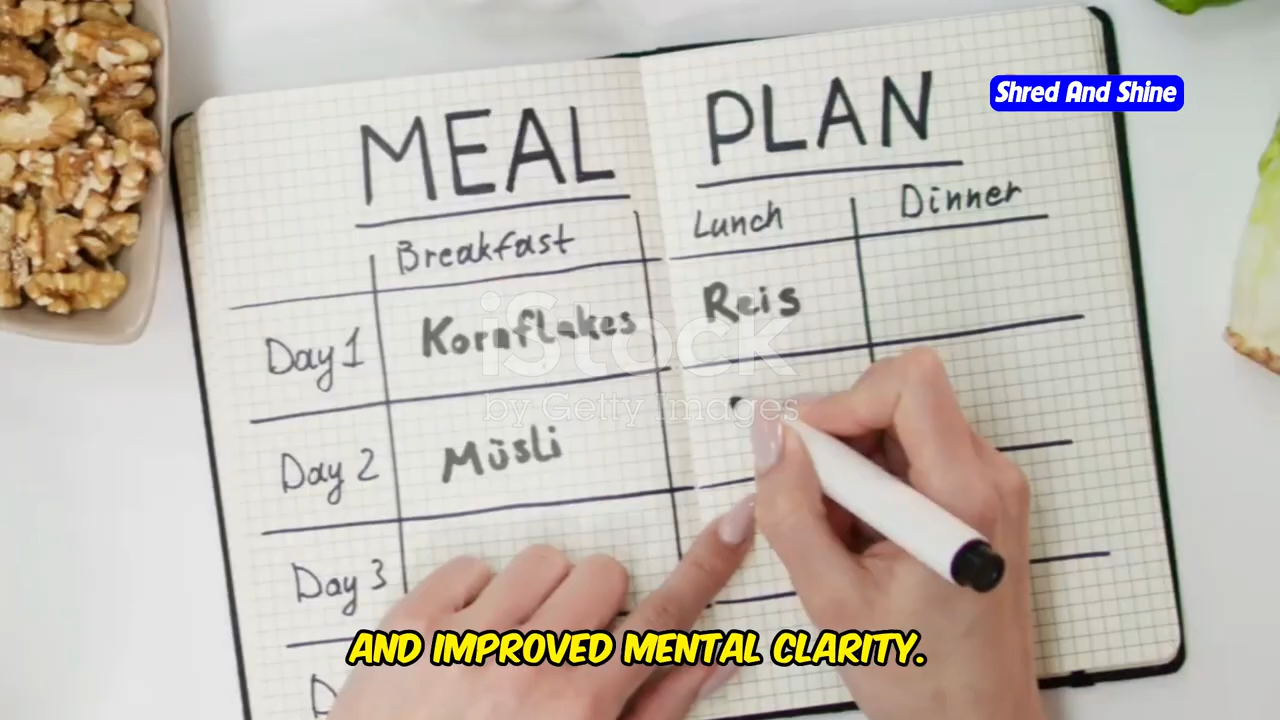 Shred And Shine
MEAL PLAN
Breakfast Lunch Dinner
Day 1 Kornflakes Reis
Day 2 Müsli
Day 3
iStock
by Getty Images
AND IMPROVED MENTAL CLARITY.